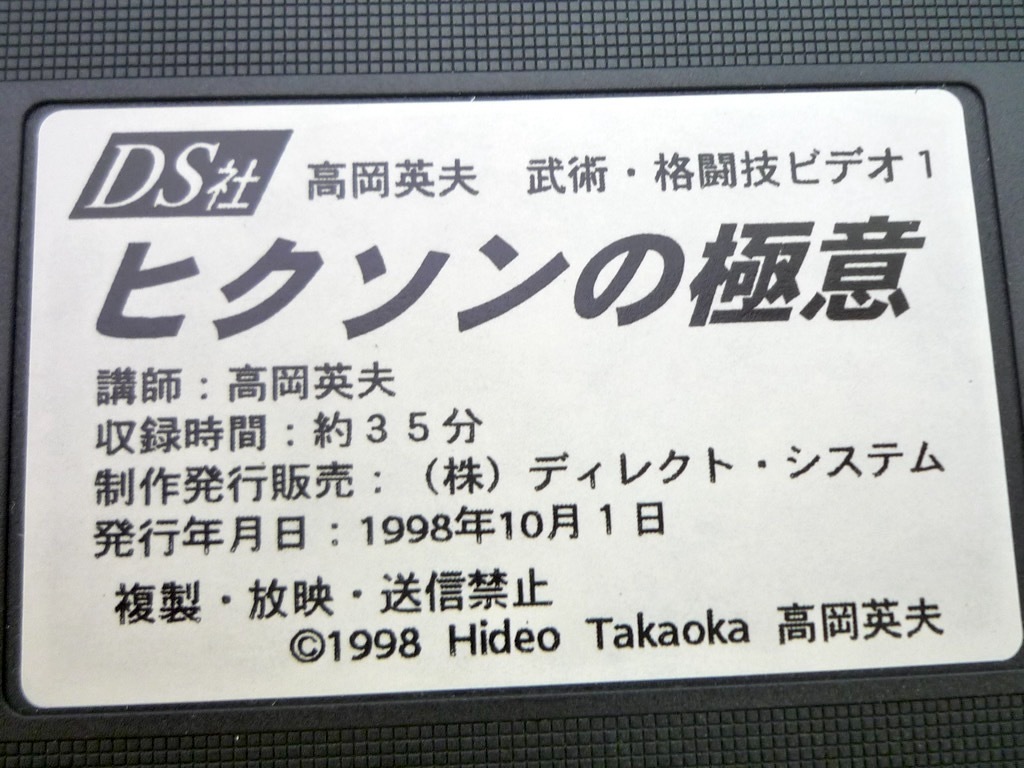 DS社 高岡英夫 武術・格闘技ビデオ1
ヒクソンの極意
講師：高岡英夫
収録時間：約３５分
制作発行販売：（株）ディレクト・システム
発行年月日：1998年10月１日
複製・放映・送信禁止
©1998 Hideo Takaoka 高岡英夫